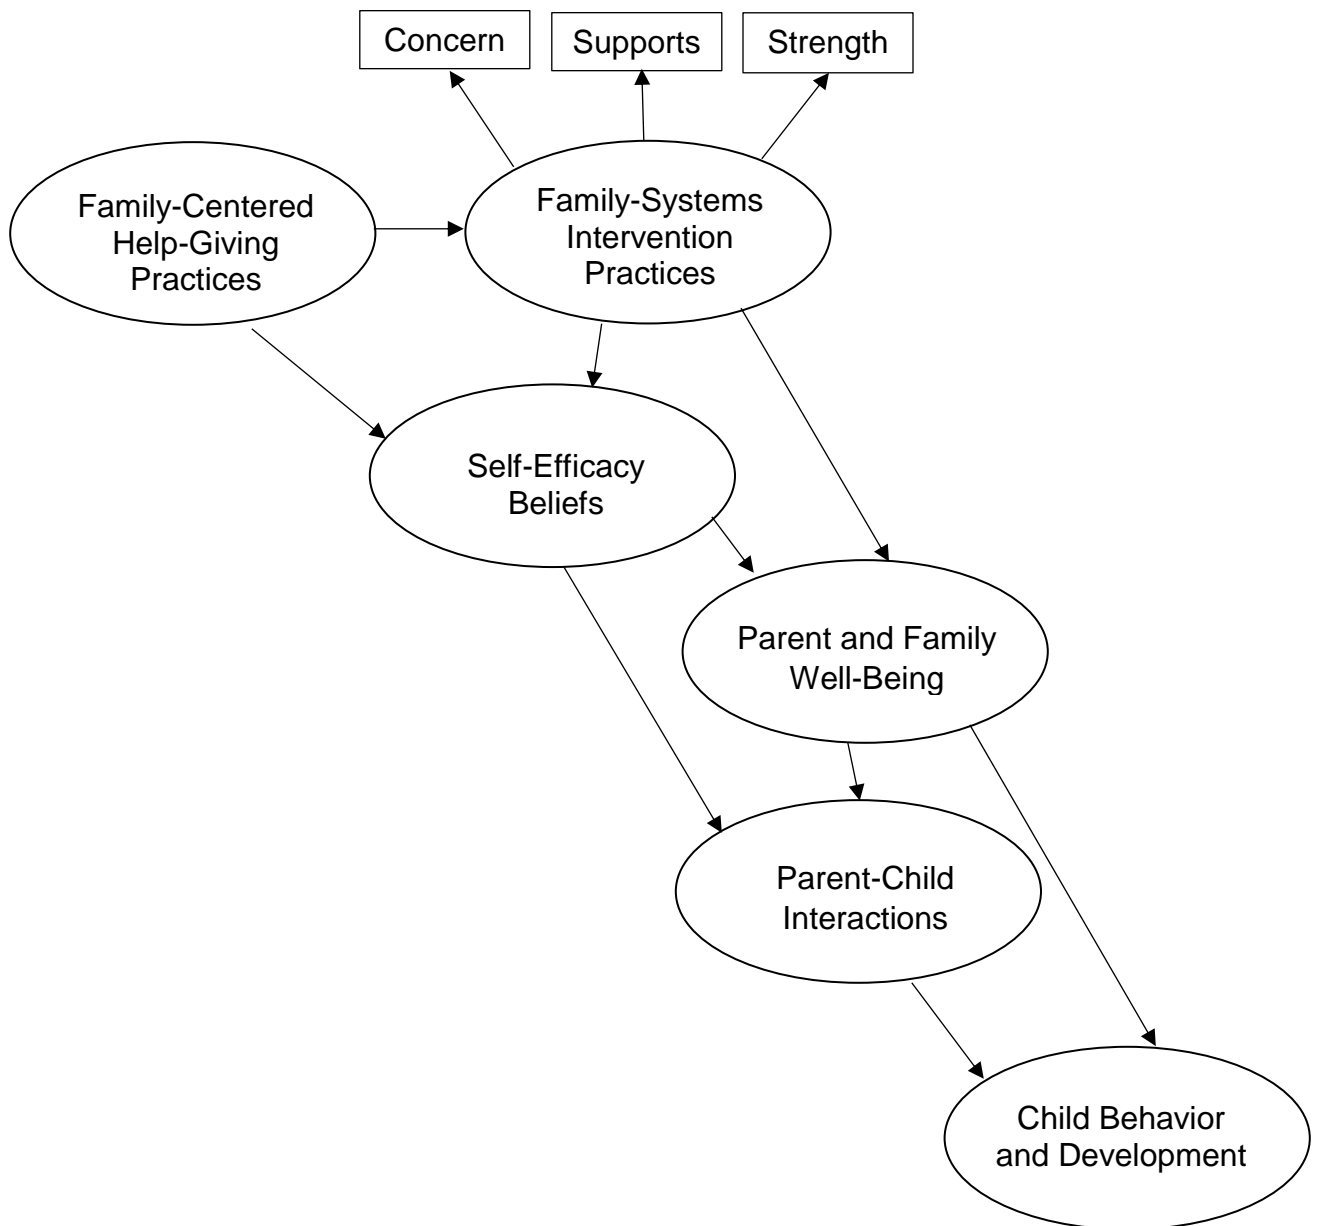 Concern
Supports
Strength
Family-Centered
Help-Giving
Practices
Family-Systems
Intervention
Practices
Self-Efficacy
Beliefs
Parent and Family
Well-Being
Parent-Child
Interactions
Child Behavior
and Development